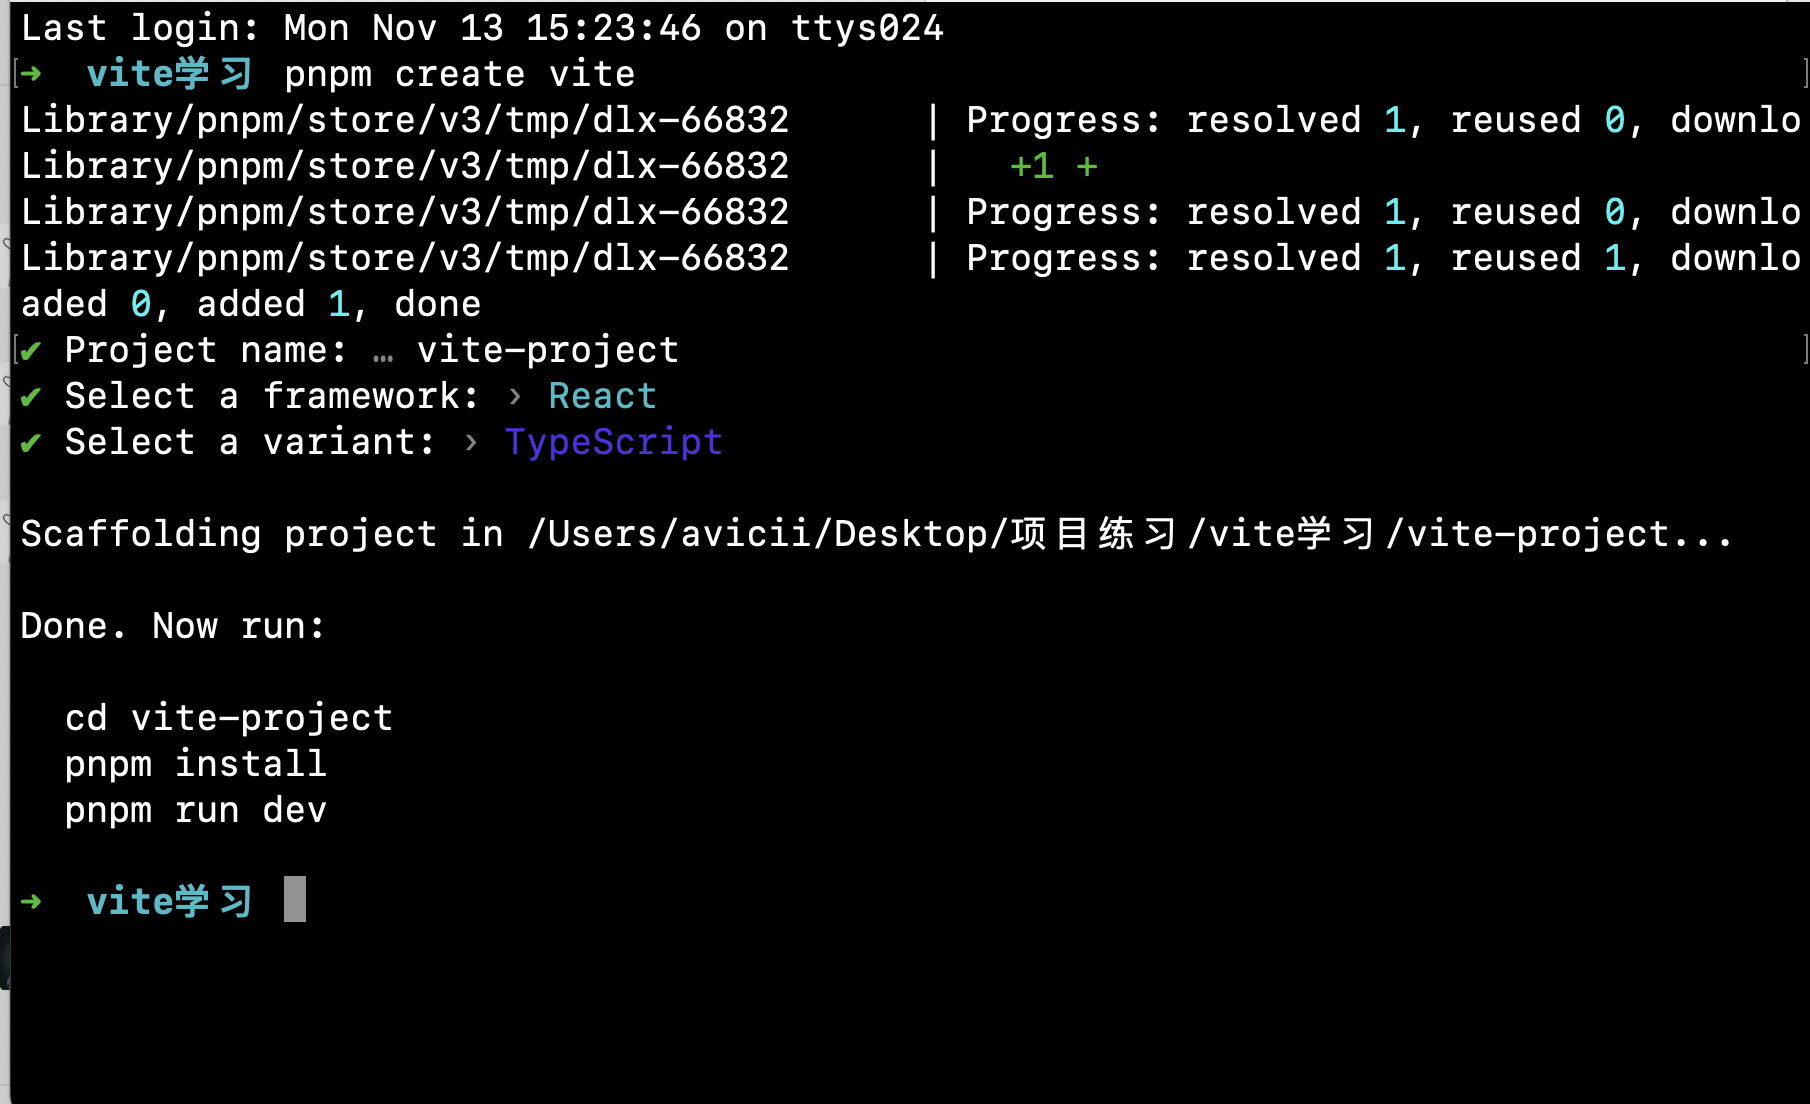 Last login: Mon Nov 13 15:23:46 on ttys024
➜  vite学习 pnpm create vite
Library/pnpm/store/v3/tmp/dlx-66832      | Progress: resolved 1, reused 0, downlo
Library/pnpm/store/v3/tmp/dlx-66832      |   +1 +
Library/pnpm/store/v3/tmp/dlx-66832      | Progress: resolved 1, reused 0, downlo
Library/pnpm/store/v3/tmp/dlx-66832      | Progress: resolved 1, reused 1, downlo
aded 0, added 1, done
✔ Project name: … vite-project
✔ Select a framework: › React
✔ Select a variant: › TypeScript
Scaffolding project in /Users/avicii/Desktop/项目练习/vite学习/vite-project...
Done. Now run:
  cd vite-project
  pnpm install
  pnpm run dev
➜  vite学习